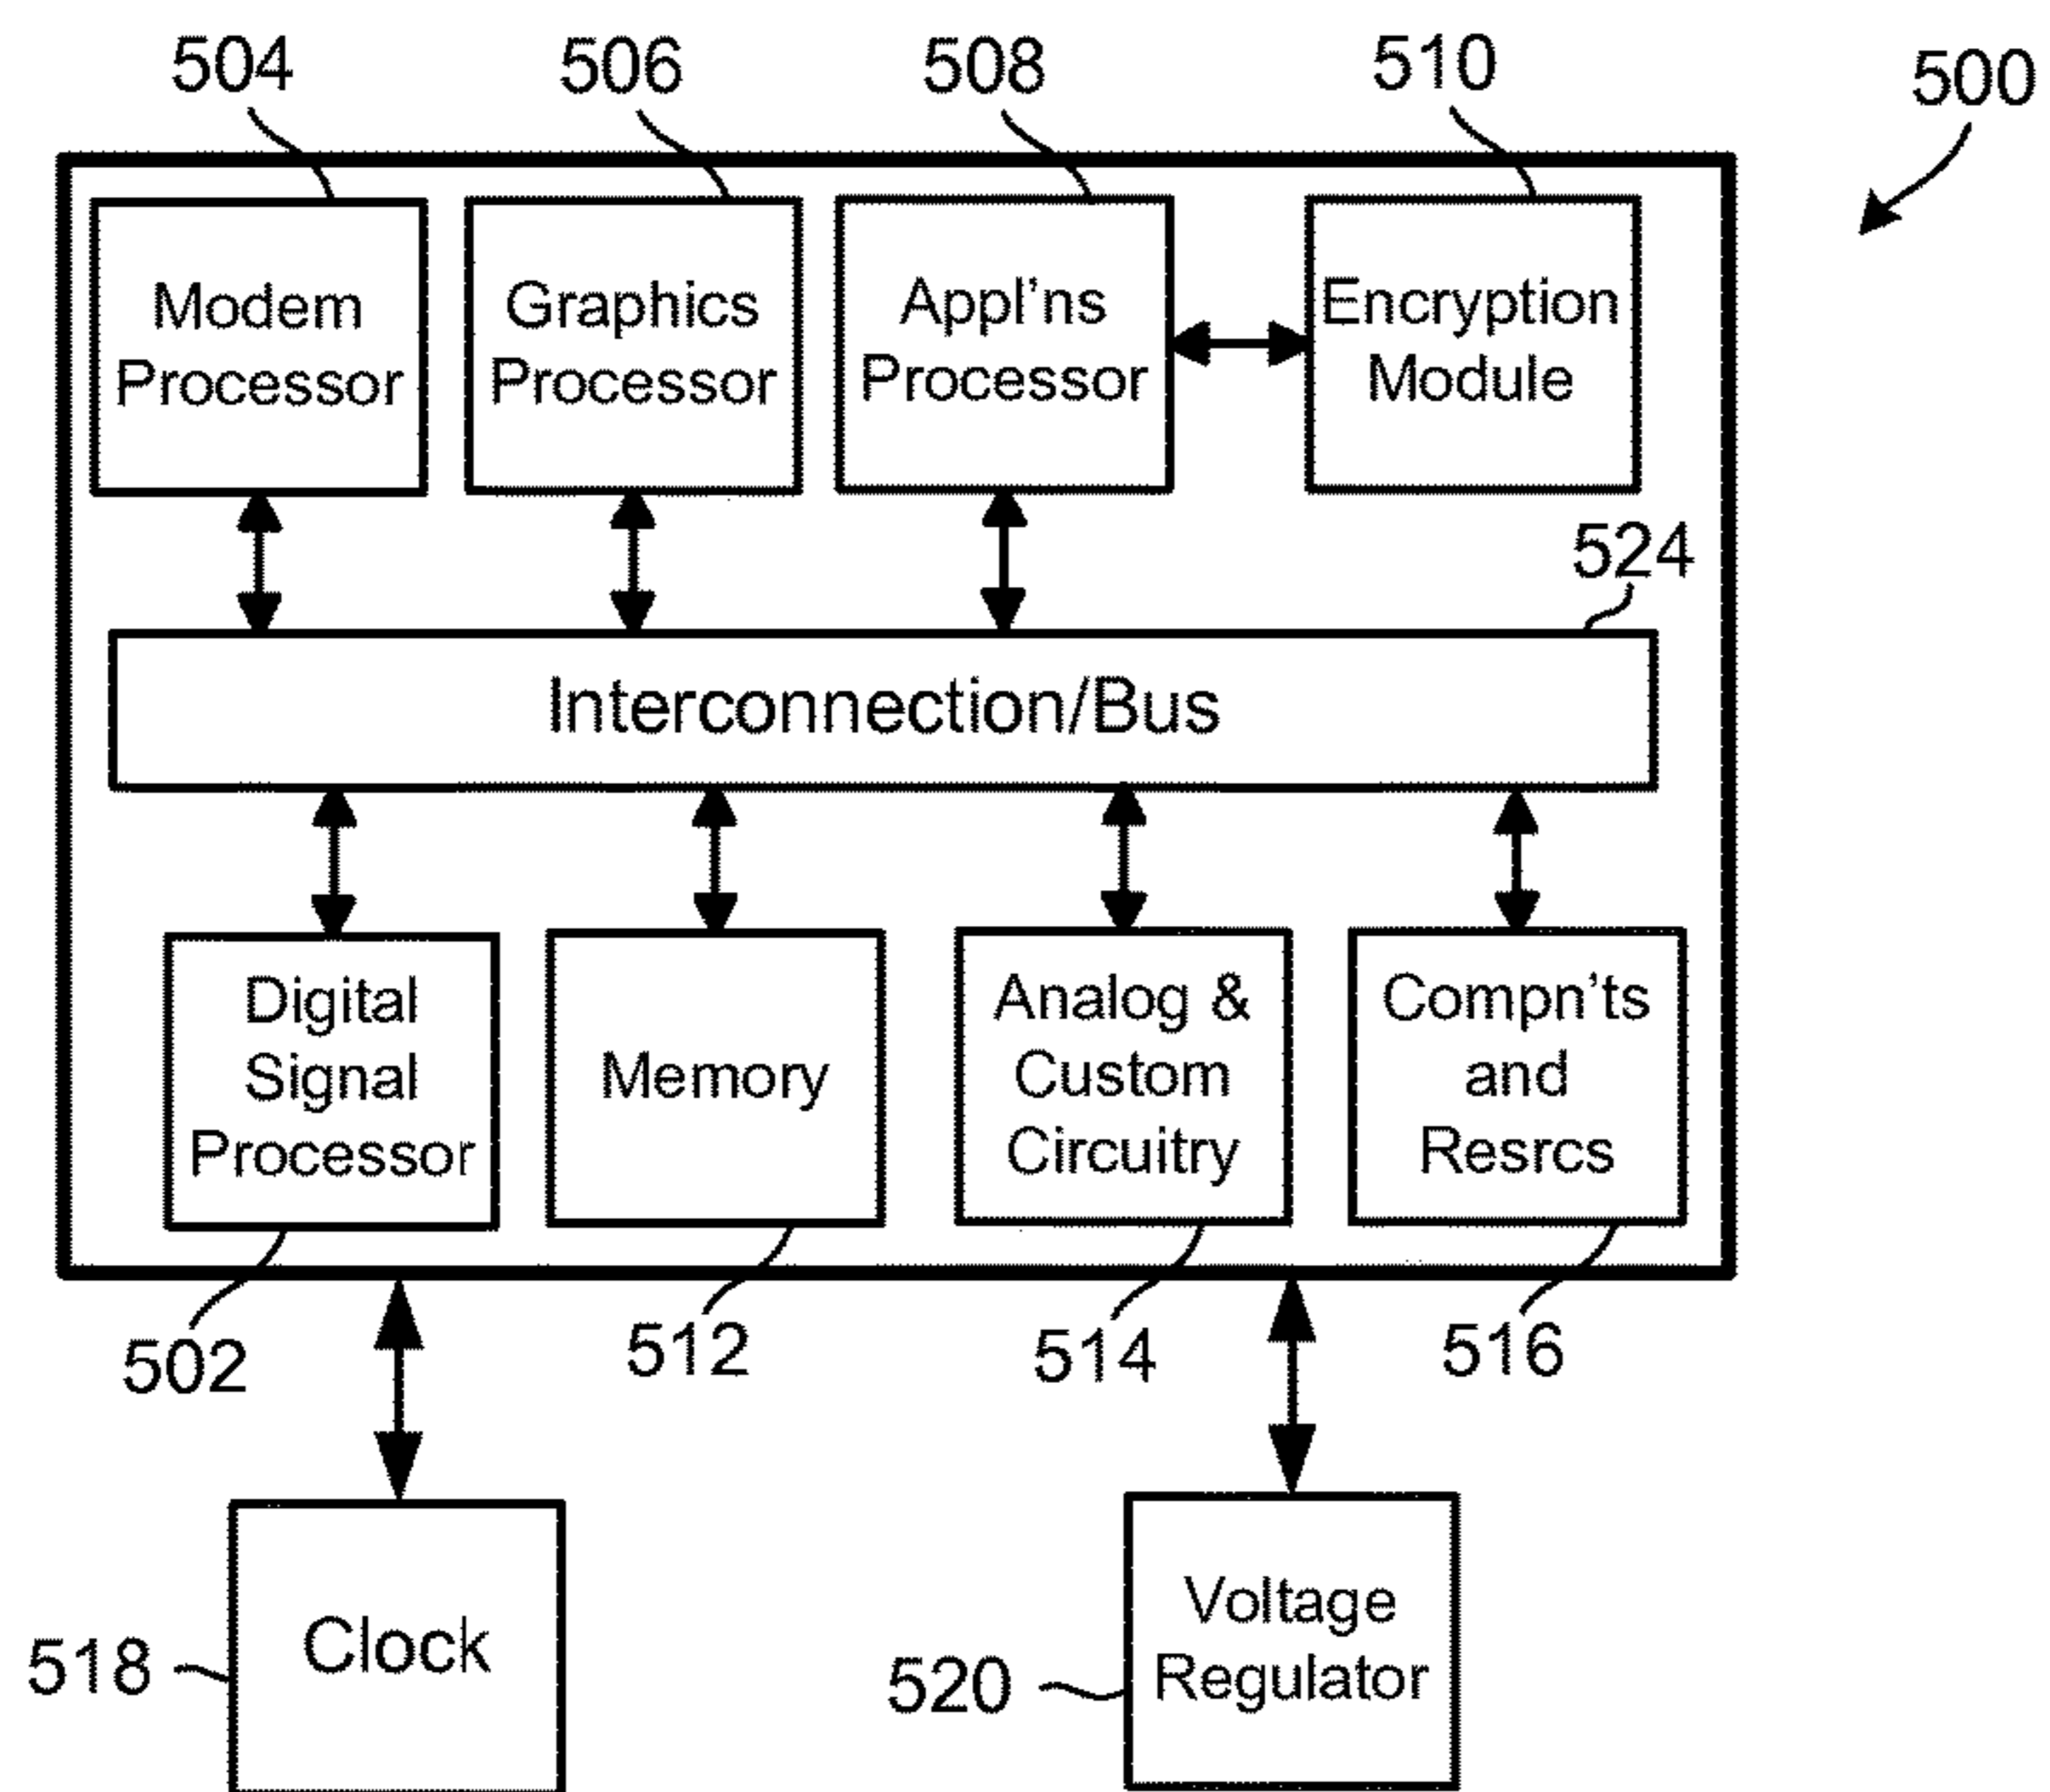 504
506
508
510
500
Modem
Processor
Graphics
Processor
Appl'ns
Processor
Encryption
Module
524
Interconnection/Bus
Digital
Signal
Processor
Memory
Analog &
Custom
Circuitry
Compn'ts
and
Resrcs
502
512
514
516
518
Clock
520
Voltage
Regulator